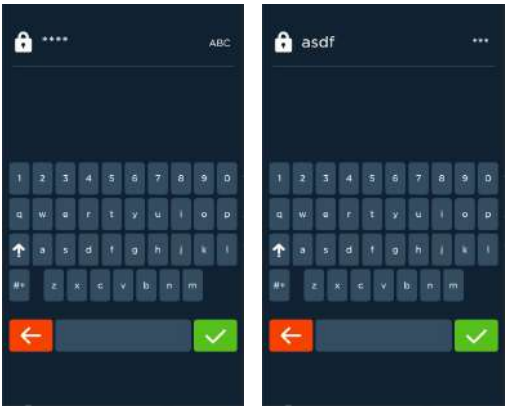 **** ABC
1 2 3 4 5 6 7 8 9 0
q w e r t y u i o p
a s d f g h j k l
#+ z x c v b n m
asdf ***
1 2 3 4 5 6 7 8 9 0
q w e r t y u i o p
a s d f g h j k l
#+ z x c v b n m